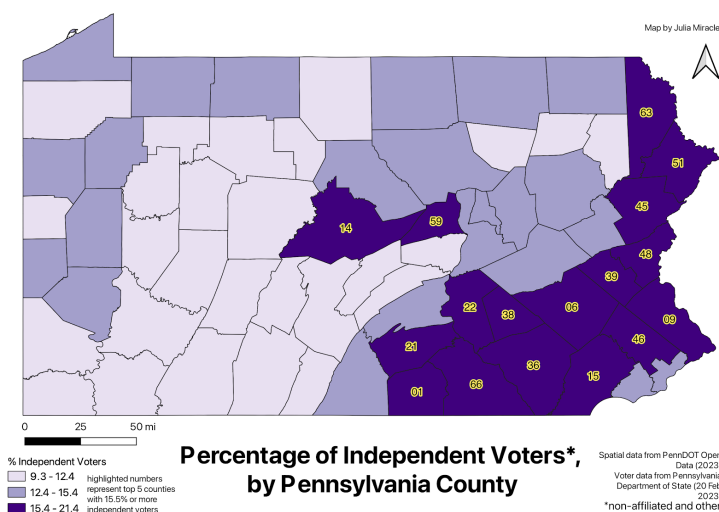 Map by Julia Miracle
63
51
45
14
59
48
39
22
38
06
09
21
46
36
15
01
66
0 25 50 mi
Percentage of Independent Voters*,
by Pennsylvania County
% Independent Voters
9.3 - 12.4
12.4 - 15.4
15.4 - 21.4
highlighted numbers
represent top 5 counties
with 15.5% or more
independent voters
Spatial data from PennDOT Open
Data (2023
Voter data from Pennsylvania
Department of State (20 Feb
2023
*non-affiliated and other